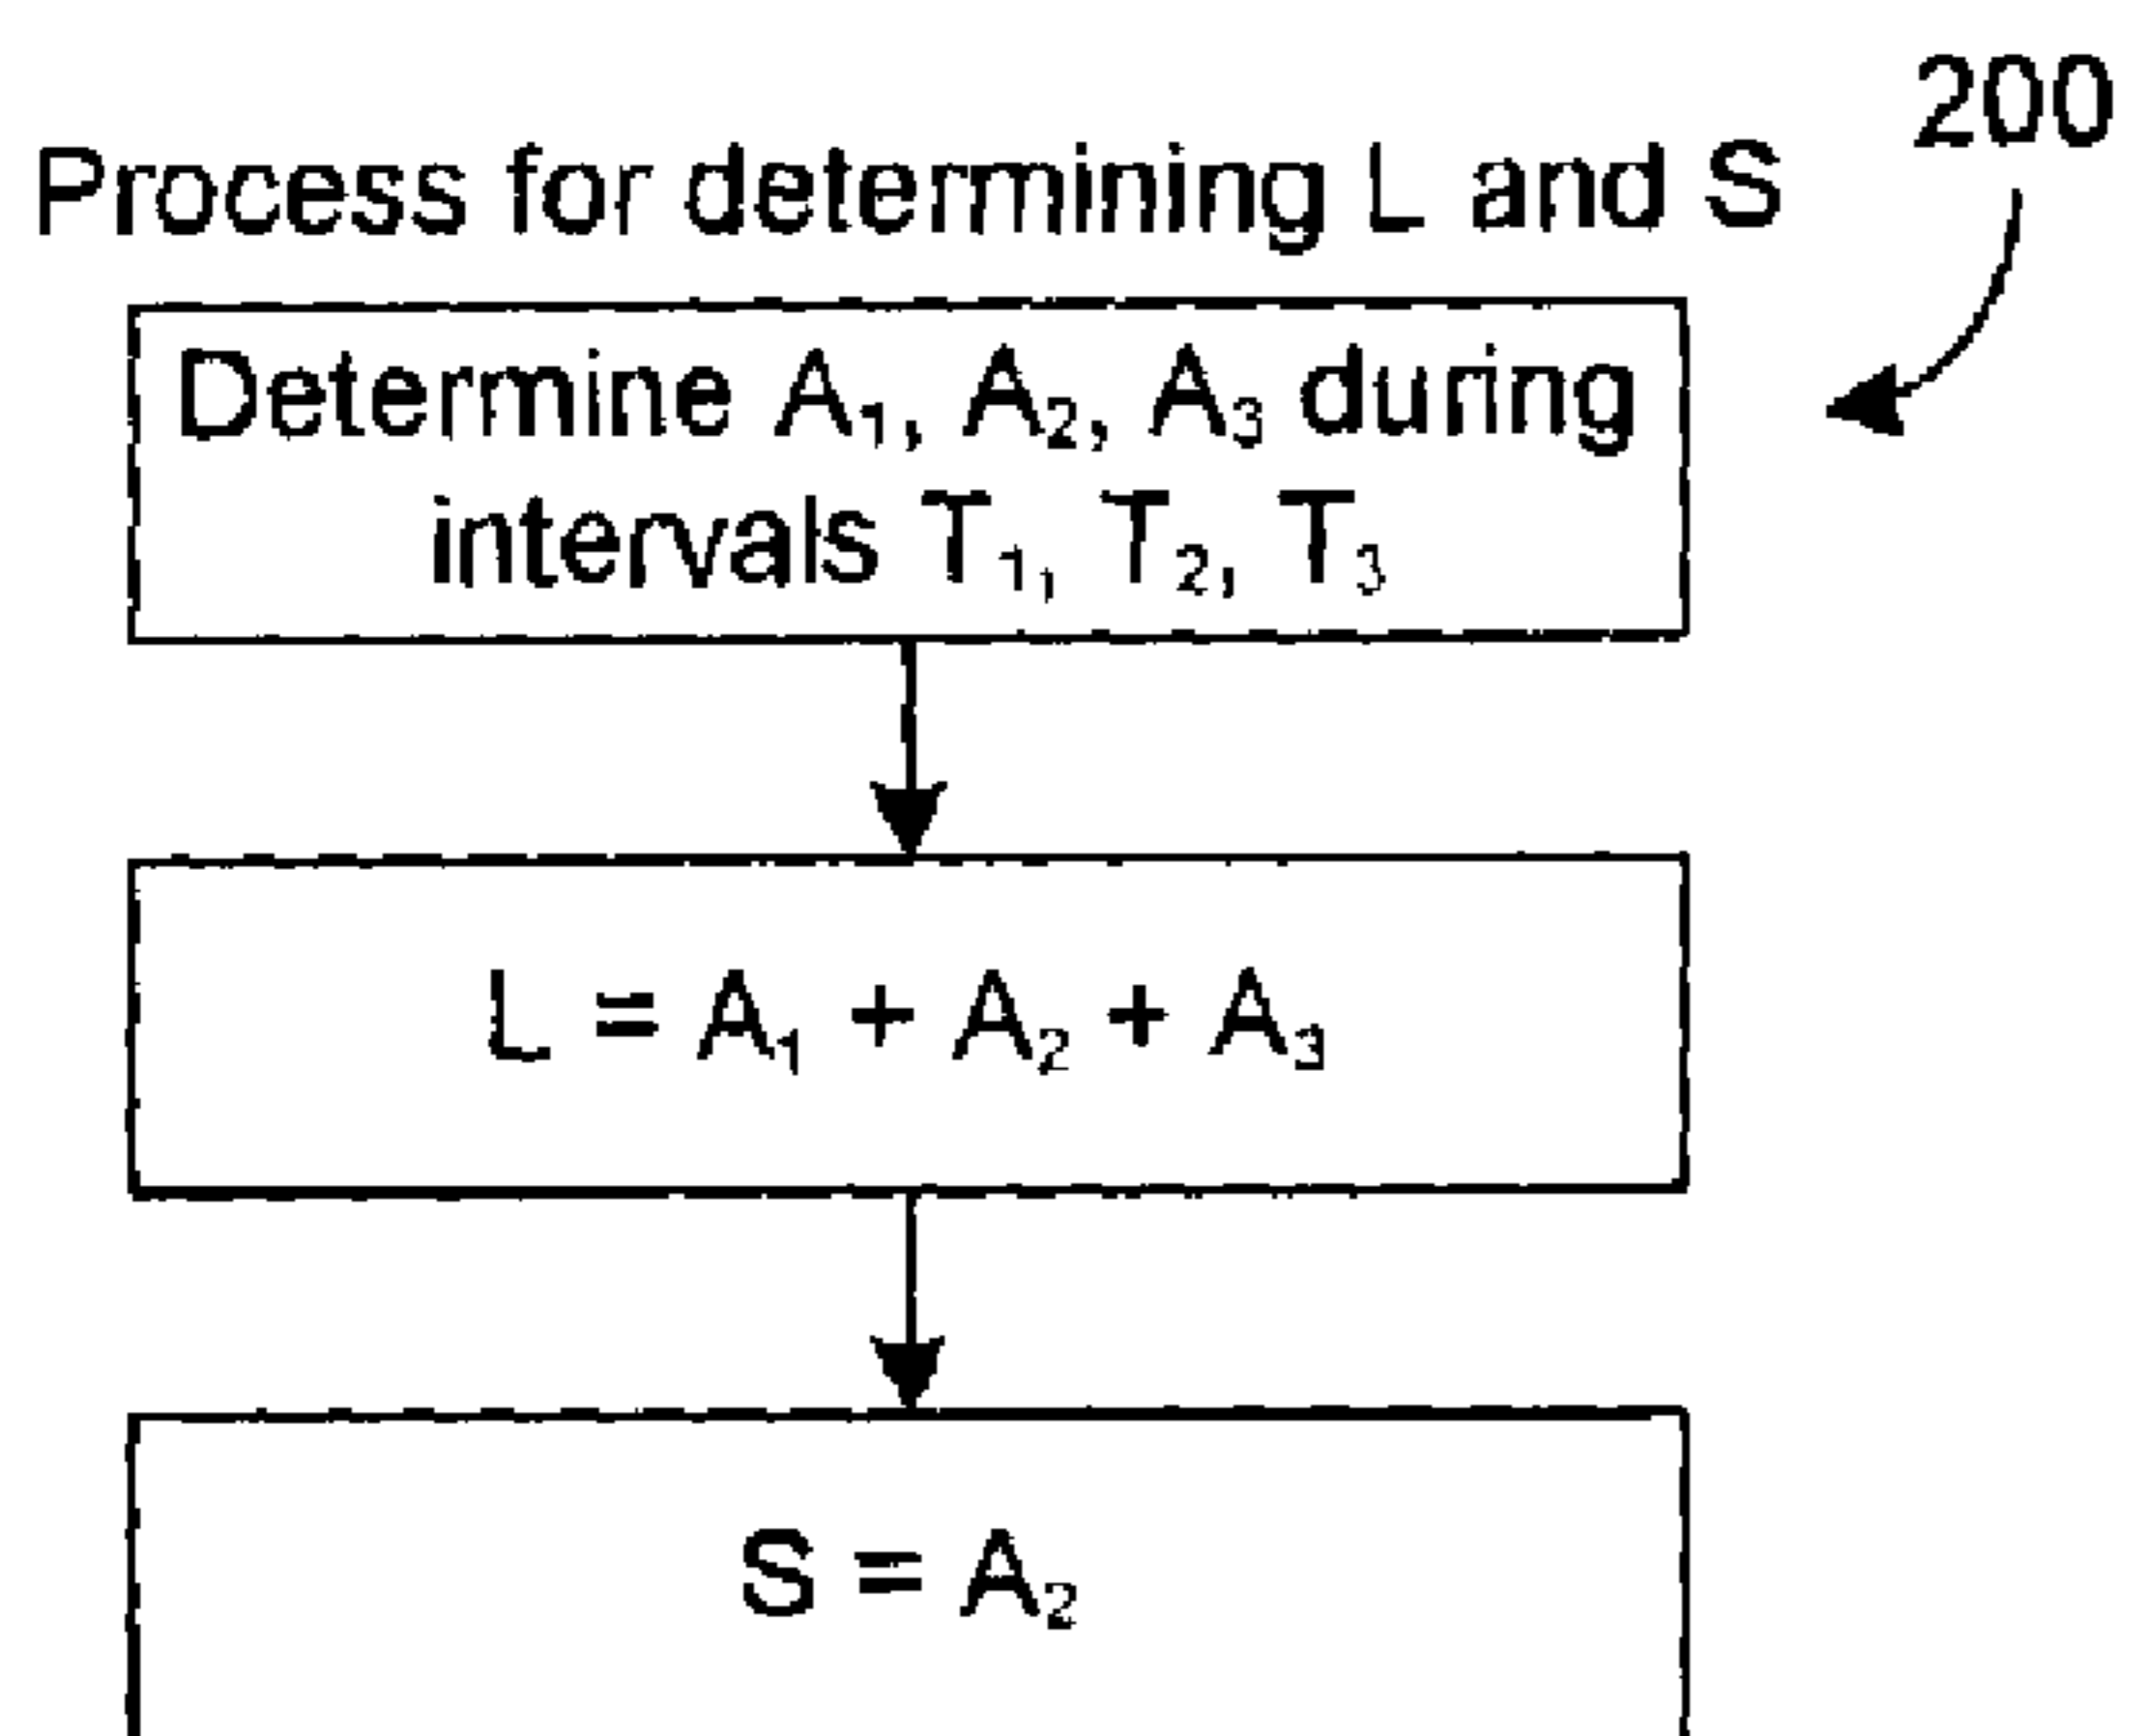 200
Process for determining L and S
Determine A₁, A₂, A₃ during
intervals T₁, T₂, T₃
L = A₁ + A₂ + A₃
S = A₂